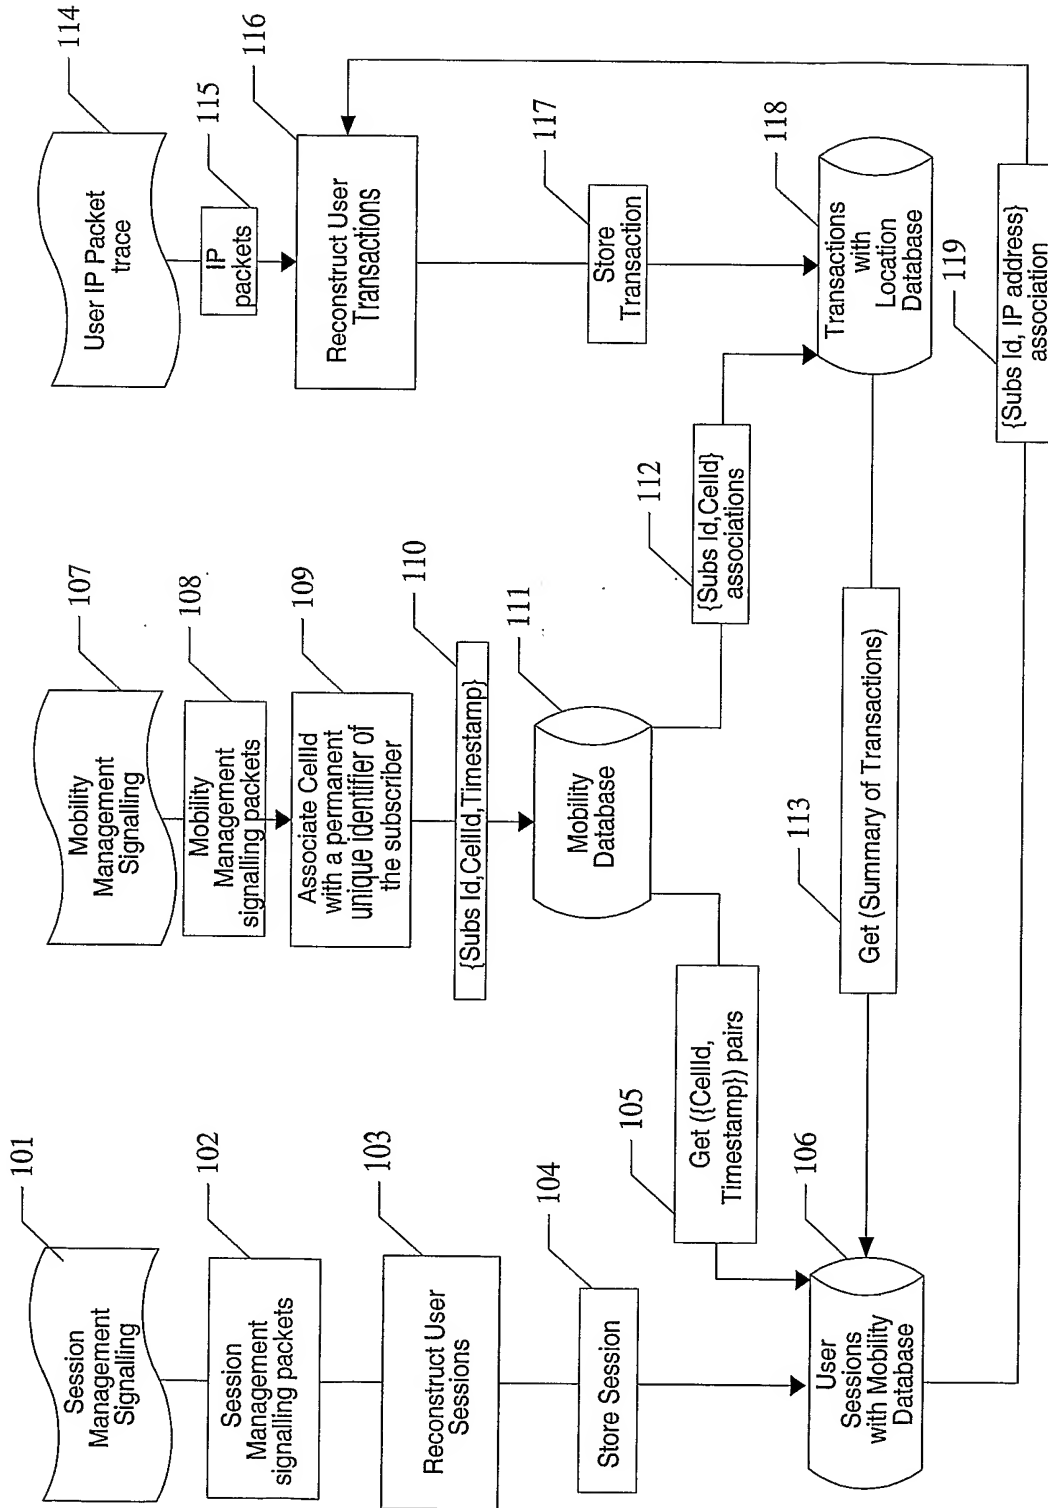 101
Session
Management
Signalling
102
Session
Management
signalling packets
103
Reconstruct User
Sessions
104
Store Session
105
Get ({CellId,
Timestamp}) pairs
106
User
Sessions
with Mobility
Database
107
Mobility
Management
Signalling
108
Mobility
Management
signalling packets
109
Associate CellId
with a permanent
unique identifier of
the subscriber
110
{Subs Id,CellId,Timestamp}
111
Mobility
Database
112
{Subs Id,CellId}
associations
113
Get (Summary of Transactions)
114
User IP Packet
trace
115
IP
packets
116
Reconstruct User
Transactions
117
Store
Transaction
118
Transactions
with
Location
Database
119
{Subs Id, IP address}
association